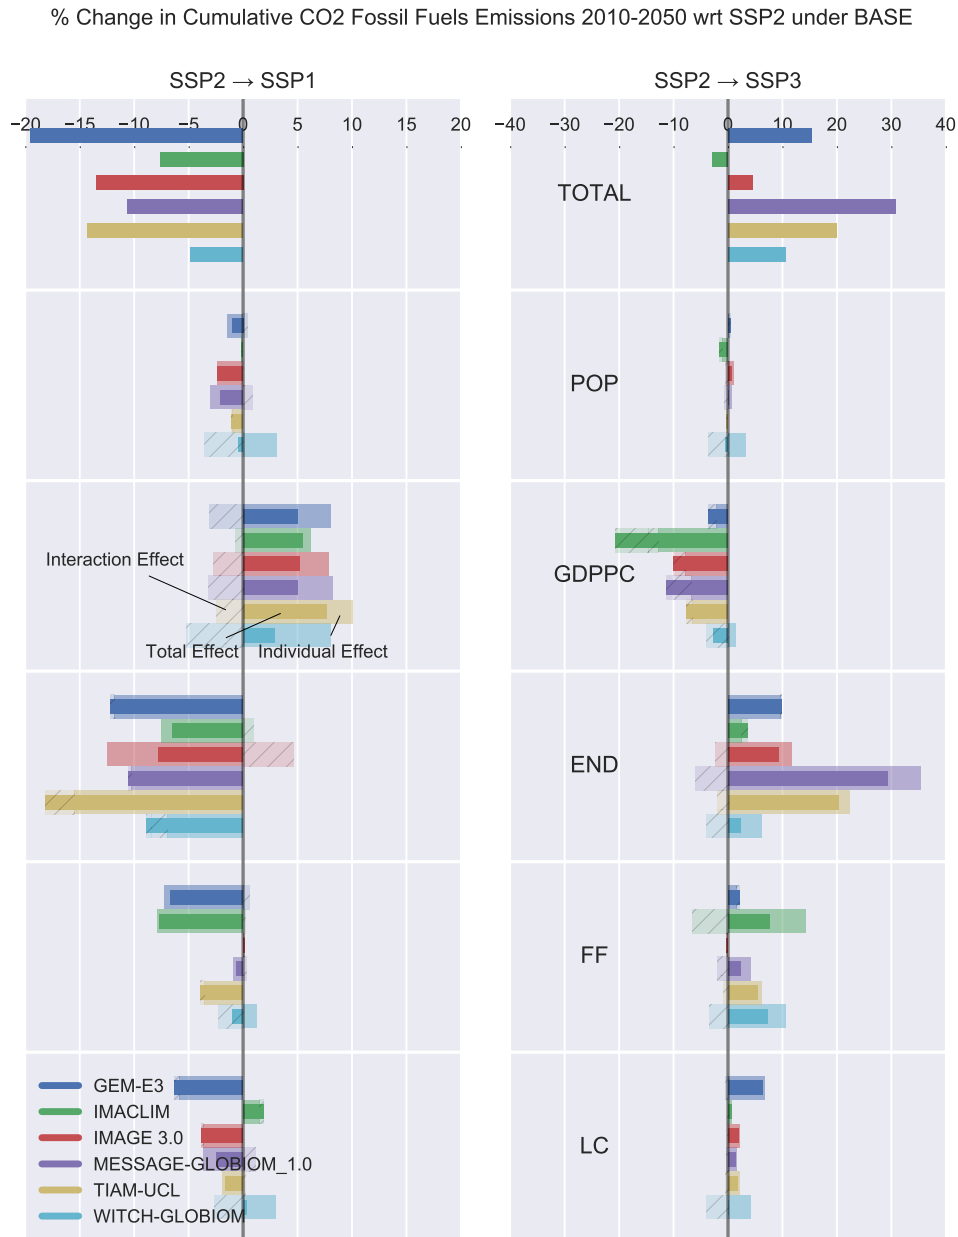 % Change in Cumulative CO2 Fossil Fuels Emissions 2010-2050 wrt SSP2 under BASE
SSP2 → SSP1
SSP2 → SSP3
−20 −15 −10 −5 0 5 10 15 20
−40 −30 −20 −10 0 10 20 30 40
TOTAL
POP
GDPPC
Interaction Effect
Total Effect
Individual Effect
END
FF
LC
GEM-E3
IMACLIM
IMAGE 3.0
MESSAGE-GLOBIOM_1.0
TIAM-UCL
WITCH-GLOBIOM